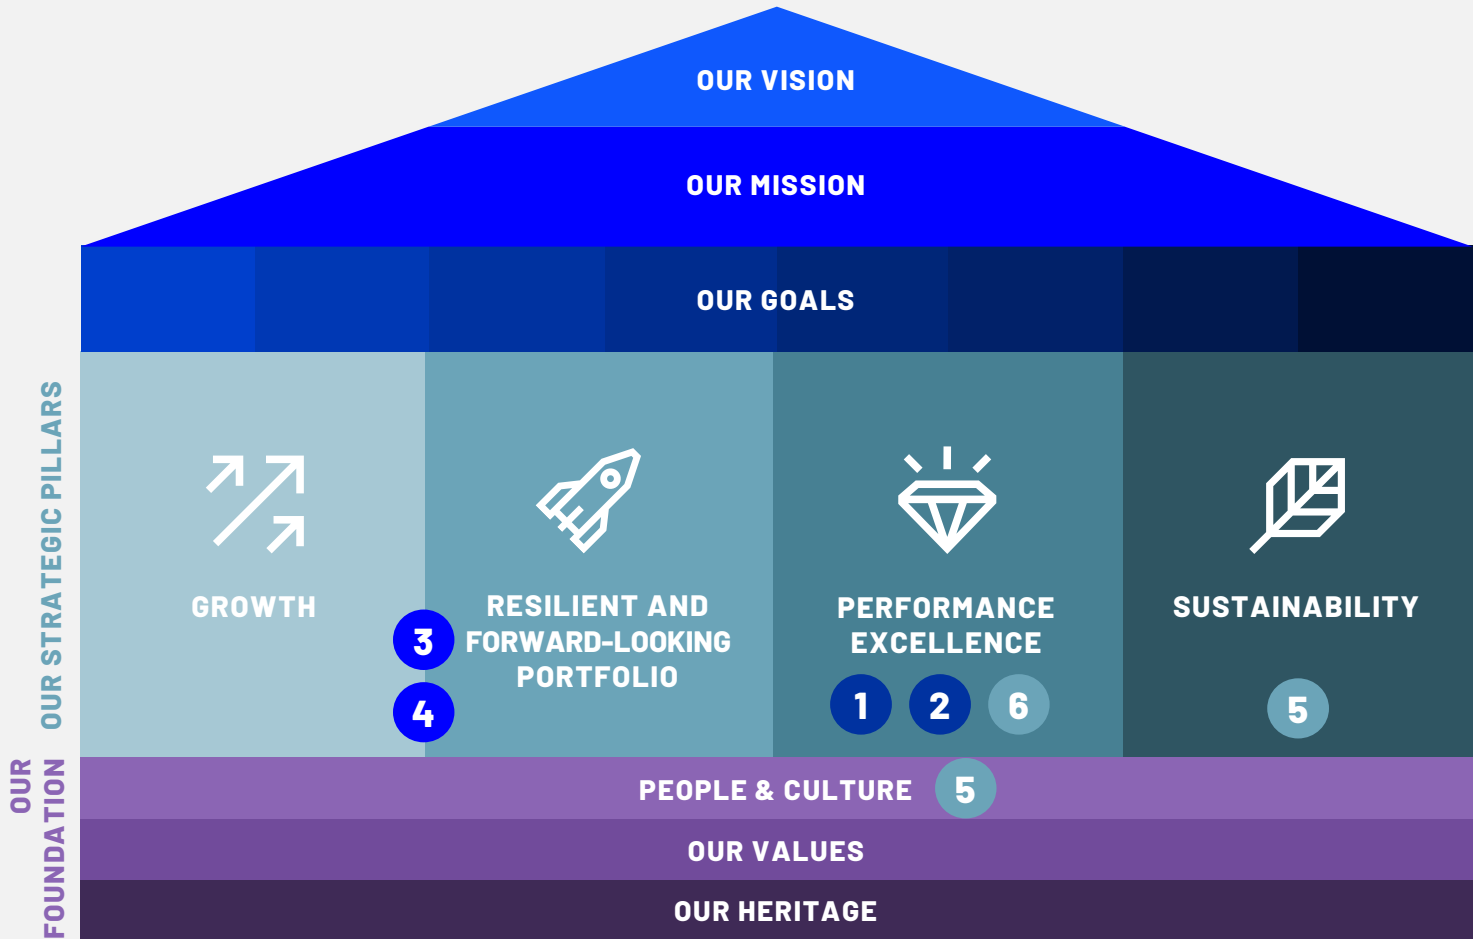 OUR VISION
OUR MISSION
OUR GOALS
OUR STRATEGIC PILLARS
GROWTH
RESILIENT AND
FORWARD-LOOKING
PORTFOLIO
3
4
PERFORMANCE
EXCELLENCE
1 2 6
SUSTAINABILITY
5
OUR
FOUNDATION
PEOPLE & CULTURE 5
OUR VALUES
OUR HERITAGE